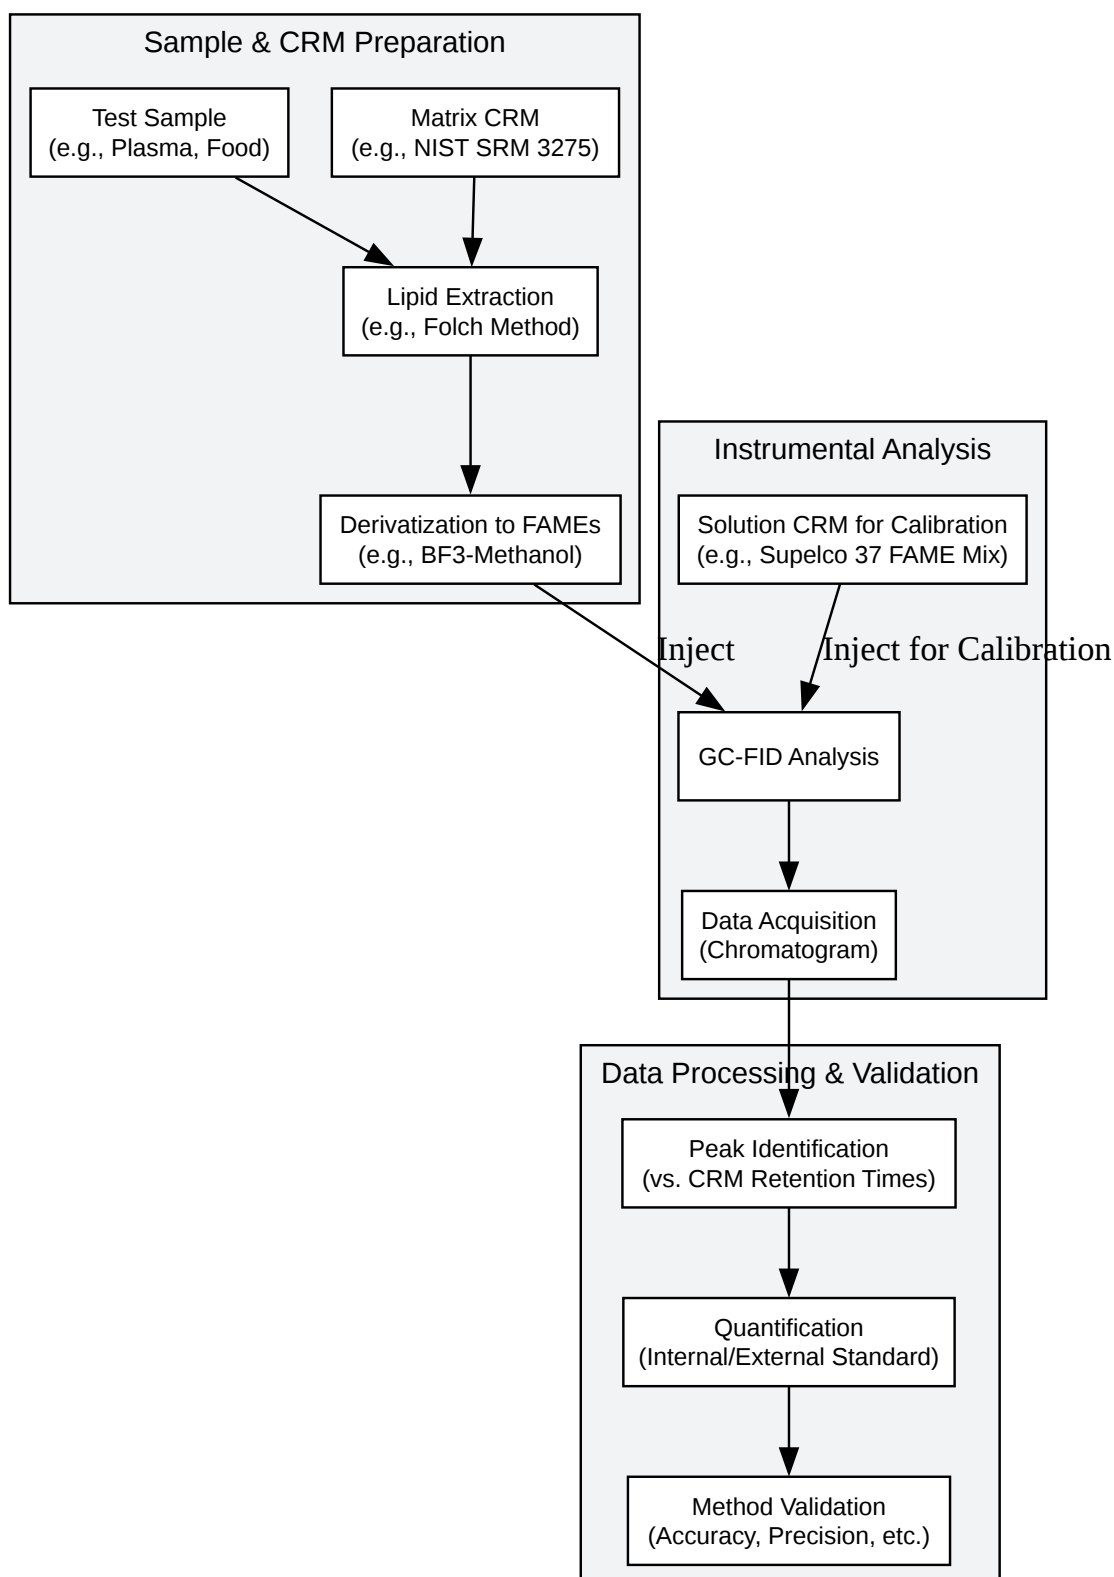 Sample & CRM Preparation
Test Sample
(e.g., Plasma, Food)
Matrix CRM
(e.g., NIST SRM 3275)
Lipid Extraction
(e.g., Folch Method)
Derivatization to FAMEs
(e.g., BF3-Methanol)
Instrumental Analysis
Solution CRM for Calibration
(e.g., Supelco 37 FAME Mix)
Inject
Inject for Calibration
GC-FID Analysis
Data Acquisition
(Chromatogram)
Data Processing & Validation
Peak Identification
(vs. CRM Retention Times)
Quantification
(Internal/External Standard)
Method Validation
(Accuracy, Precision, etc.)